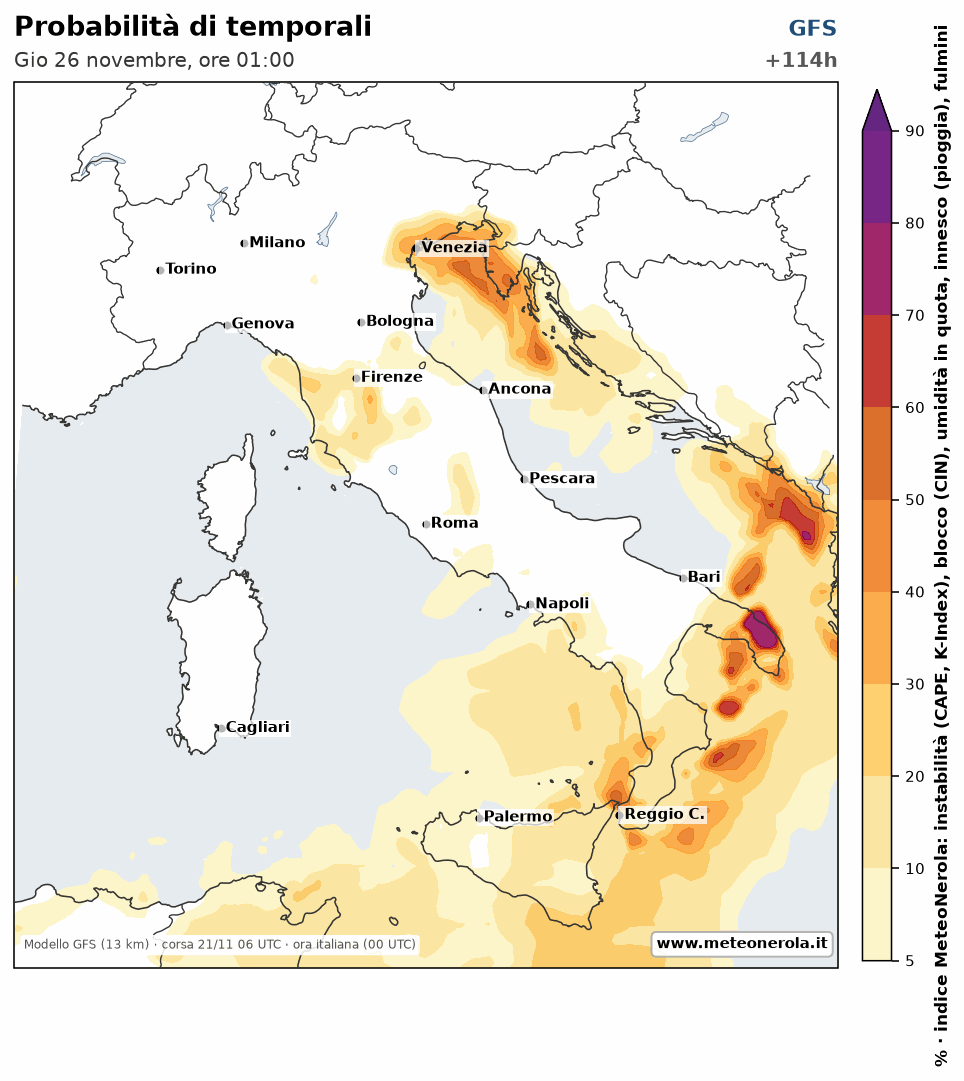 Probabilità di temporali
GFS
Gio 26 novembre, ore 01:00
+114h
Milano
Venezia
Torino
Genova
Bologna
Firenze
Ancona
Pescara
Roma
Bari
Napoli
Cagliari
Palermo
Reggio C.
Modello GFS (13 km) · corsa 21/11 06 UTC · ora italiana (00 UTC)
www.meteonerola.it
90
80
70
60
50
40
30
20
10
5
% · indice MeteoNerola: instabilità (CAPE, K-Index), blocco (CIN), umidità in quota, innesco (pioggia), fulmini